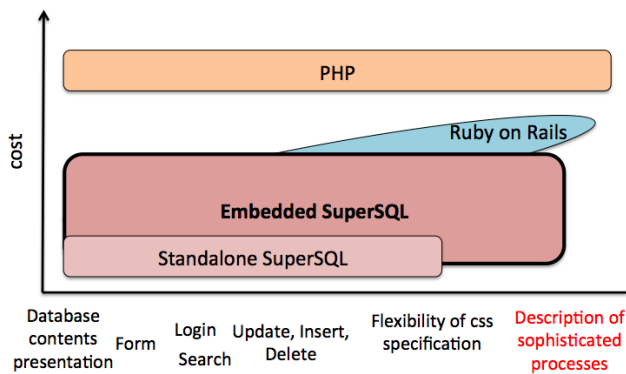 PHP
Ruby on Rails
cost
Embedded SuperSQL
Standalone SuperSQL
Database
contents
presentation
Form
Login
Search
Update, Insert,
Delete
Flexibility of css
specification
Description of
sophisticated
processes